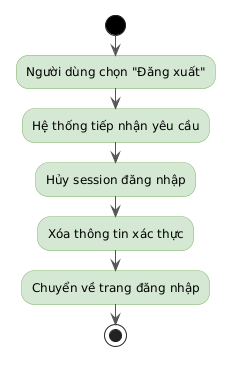 Người dùng chọn "Đăng xuất"
Hệ thống tiếp nhận yêu cầu
Hủy session đăng nhập
Xóa thông tin xác thực
Chuyển về trang đăng nhập